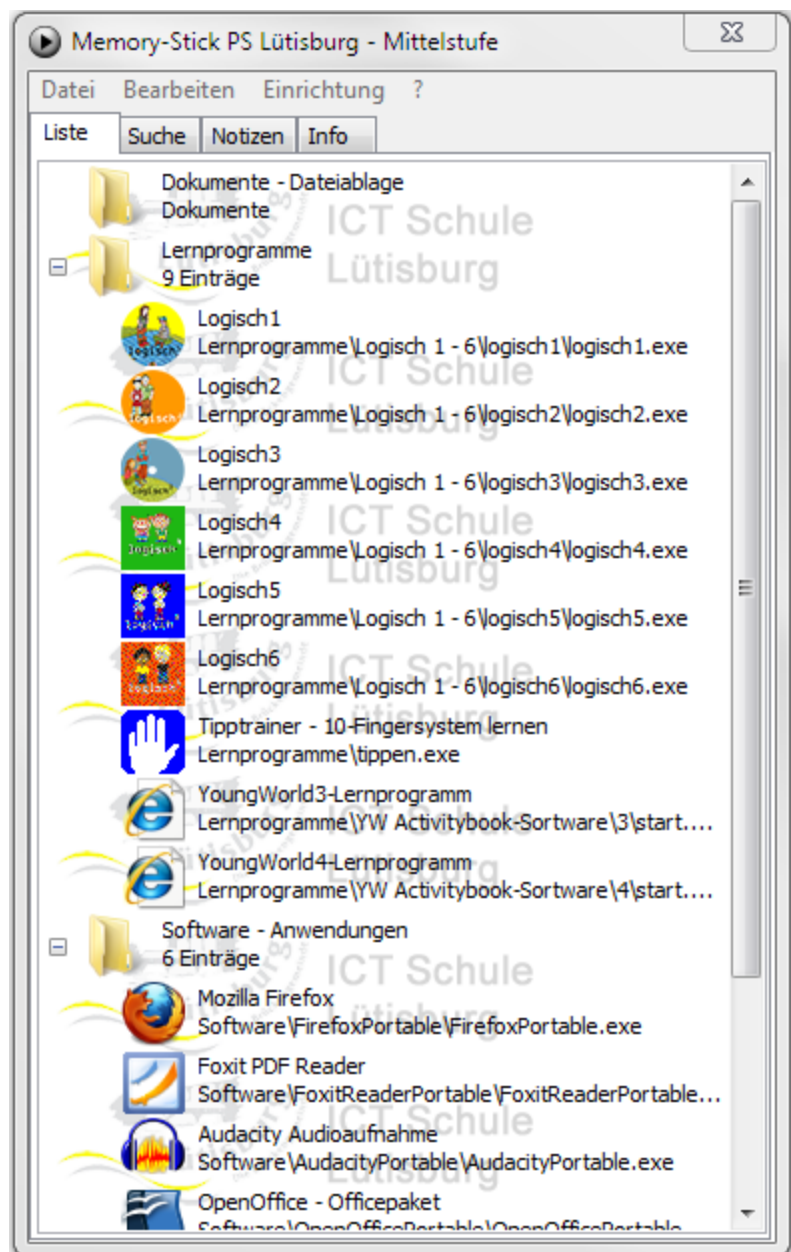 Memory-Stick PS Lütisburg - Mittelstufe
Datei Bearbeiten Einrichtung ?
Liste Suche Notizen Info
Dokumente - Dateiablage
Dokumente
Lernprogramme
9 Einträge
Logisch1
Lernprogramme\Logisch 1 - 6\logisch1\logisch1.exe
Logisch2
Lernprogramme\Logisch 1 - 6\logisch2\logisch2.exe
Logisch3
Lernprogramme\Logisch 1 - 6\logisch3\logisch3.exe
Logisch4
Lernprogramme\Logisch 1 - 6\logisch4\logisch4.exe
Logisch5
Lernprogramme\Logisch 1 - 6\logisch5\logisch5.exe
Logisch6
Lernprogramme\Logisch 1 - 6\logisch6\logisch6.exe
Tipptrainer - 10-Fingersystem lernen
Lernprogramme\tippen.exe
YoungWorld3-Lernprogramm
Lernprogramme\YW Activitybook-Sortware\3\start....
YoungWorld4-Lernprogramm
Lernprogramme\YW Activitybook-Sortware\4\start....
Software - Anwendungen
6 Einträge
Mozilla Firefox
Software\FirefoxPortable\FirefoxPortable.exe
Foxit PDF Reader
Software\FoxitReaderPortable\FoxitReaderPortable...
Audacity Audioaufnahme
Software\AudacityPortable\AudacityPortable.exe
OpenOffice - Officepaket
Software\OpenOfficePortable\OpenOfficePortable
ICT Schule
Lütisburg